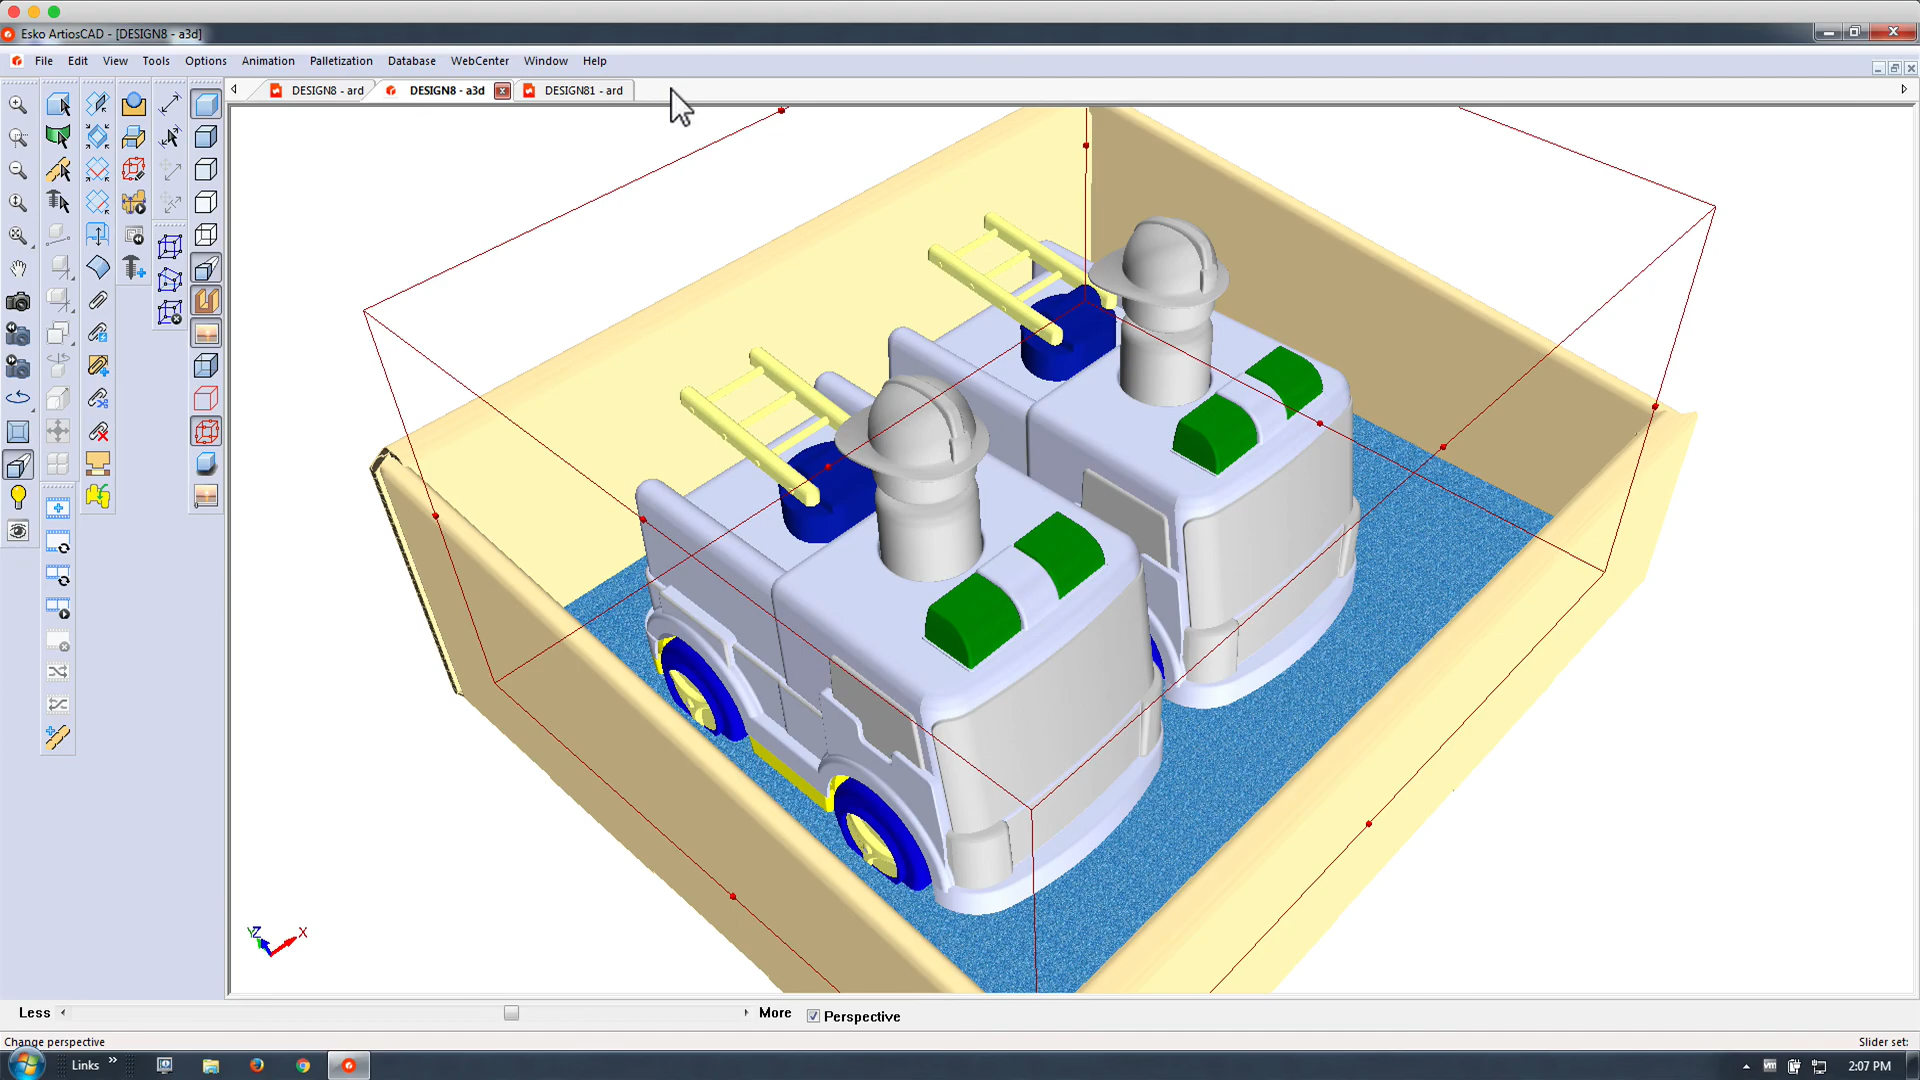 Esko ArtiosCAD - [DESIGN8 - a3d]
File Edit View Tools Options Animation Palletization Database WebCenter Window Help
DESIGN8 - ard DESIGN8 - a3d DESIGN81 - ard
Z X
Less More Perspective
Change perspective Slider set:
Links » 2:07 PM